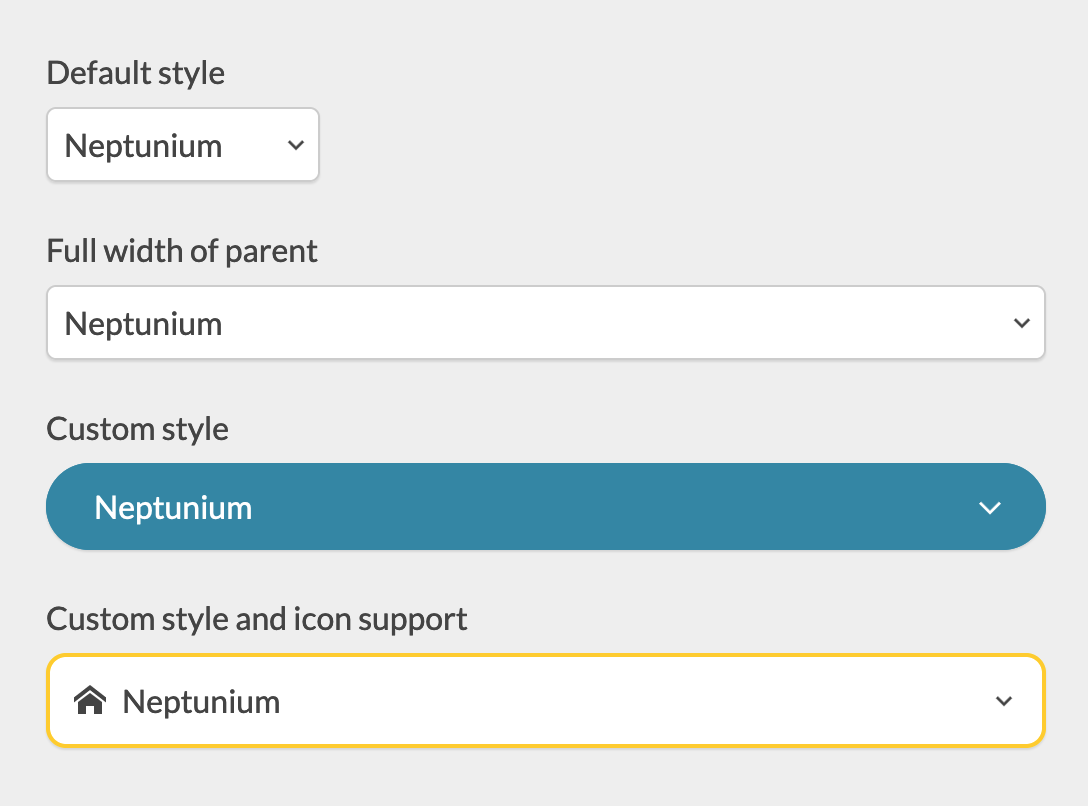 Default style
Neptunium
Full width of parent
Neptunium
Custom style
Neptunium
Custom style and icon support
Neptunium